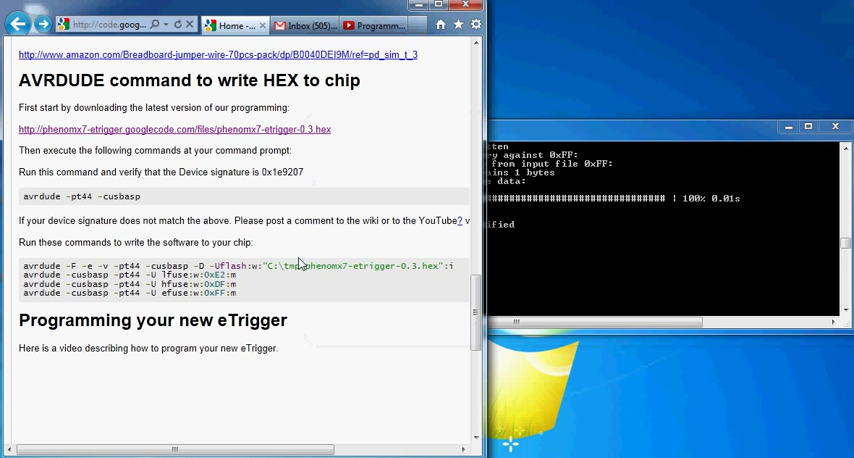 http://code.goog...
Home -...
Inbox (505)...
Programm...
http://www.amazon.com/Breadboard-jumper-wire-70pcs-pack/dp/B0040DEI9M/ref=pd_sim_t_3
AVRDUDE command to write HEX to chip
First start by downloading the latest version of our programming:
http://phenomx7-etrigger.googlecode.com/files/phenomx7-etrigger-0.3.hex
Then execute the following commands at your command prompt:
Run this command and verify that the Device signature is 0x1e9207
avrdude -pt44 -cusbasp
If your device signature does not match the above. Please post a comment to the wiki or to the YouTube? v
Run these commands to write the software to your chip:
avrdude -F -e -v -pt44 -cusbasp -D -Uflash:w:"C:\tmp\phenomx7-etrigger-0.3.hex":i
avrdude -cusbasp -pt44 -U lfuse:w:0xE2:m
avrdude -cusbasp -pt44 -U hfuse:w:0xDF:m
avrdude -cusbasp -pt44 -U efuse:w:0xFF:m
Programming your new eTrigger
Here is a video describing how to program your new eTrigger.
tten
ry against 0xFF:
from input file 0xFF:
ains 1 bytes
e data:
################################ | 100% 0.01s
ified